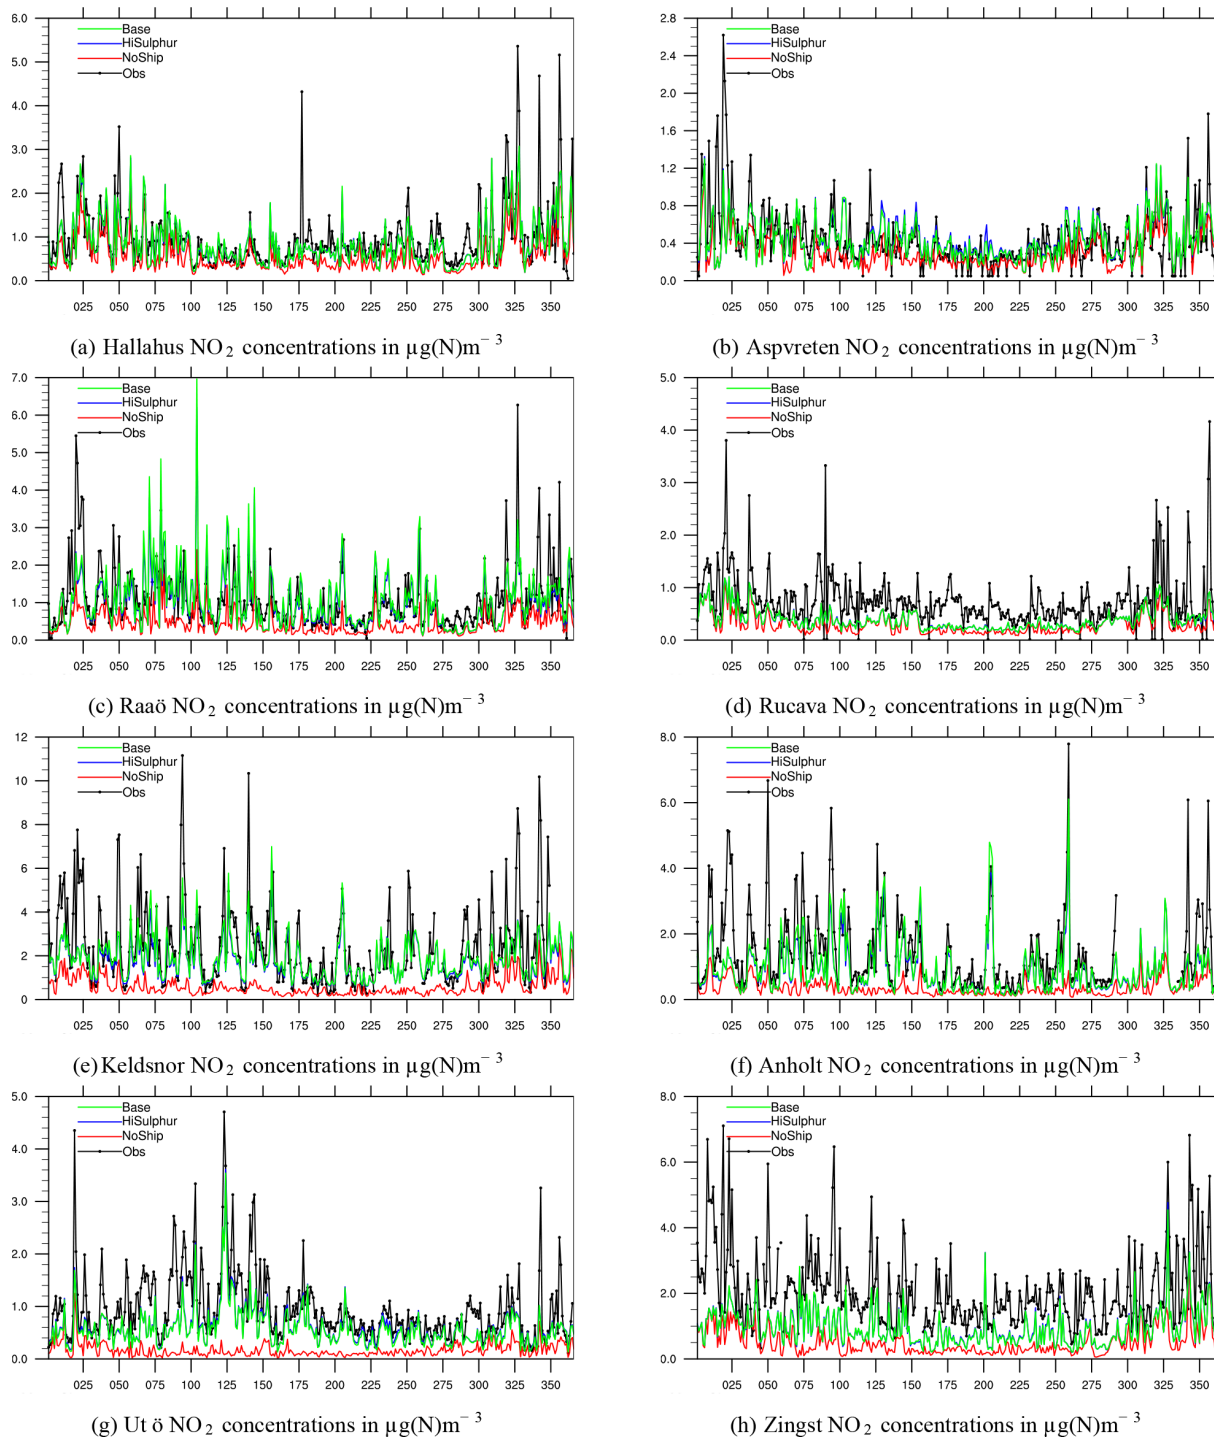 6.0
5.0
4.0
3.0
2.0
1.0
0.0
Base
HiSulphur
NoShip
Obs
025 050 075 100 125 150 175 200 225 250 275 300 325 350
(a) Hallahus NO2 concentrations in µg(N)m−3
2.8
2.4
2.0
1.6
1.2
0.8
0.4
0.0
Base
HiSulphur
NoShip
Obs
025 050 075 100 125 150 175 200 225 250 275 300 325 350
(b) Aspvreten NO2 concentrations in µg(N)m−3
7.0
6.0
5.0
4.0
3.0
2.0
1.0
0.0
Base
HiSulphur
NoShip
Obs
025 050 075 100 125 150 175 200 225 250 275 300 325 350
(c) Raaö NO2 concentrations in µg(N)m−3
5.0
4.0
3.0
2.0
1.0
0.0
Base
HiSulphur
NoShip
Obs
025 050 075 100 125 150 175 200 225 250 275 300 325 350
(d) Rucava NO2 concentrations in µg(N)m−3
12
10
8
6
4
2
0
Base
HiSulphur
NoShip
Obs
025 050 075 100 125 150 175 200 225 250 275 300 325 350
(e) Keldsnor NO2 concentrations in µg(N)m−3
8.0
6.0
4.0
2.0
0.0
Base
HiSulphur
NoShip
Obs
025 050 075 100 125 150 175 200 225 250 275 300 325 350
(f) Anholt NO2 concentrations in µg(N)m−3
5.0
4.0
3.0
2.0
1.0
0.0
Base
HiSulphur
NoShip
Obs
025 050 075 100 125 150 175 200 225 250 275 300 325 350
(g) Ut ö NO2 concentrations in µg(N)m−3
8.0
6.0
4.0
2.0
0.0
Base
HiSulphur
NoShip
Obs
025 050 075 100 125 150 175 200 225 250 275 300 325 350
(h) Zingst NO2 concentrations in µg(N)m−3